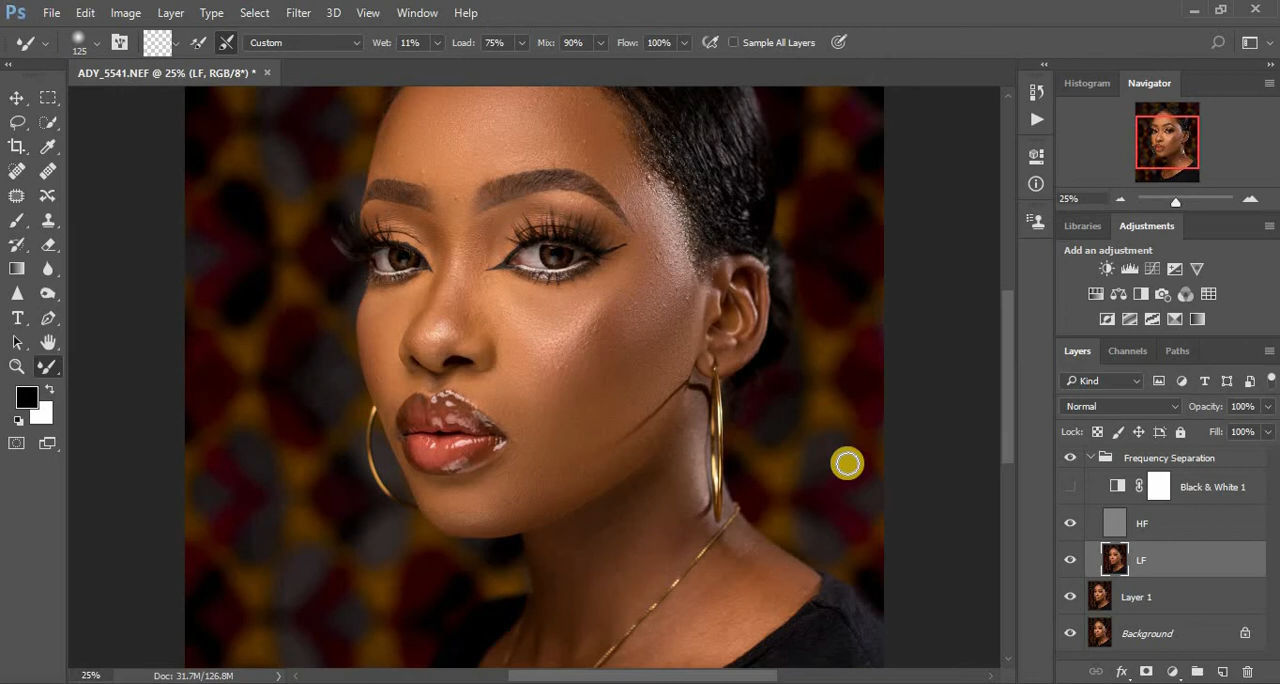 Ps File Edit Image Layer Type Select Filter 3D View Window Help
125 Custom Wet: 11% Load: 75% Mix: 90% Flow: 100% Sample All Layers
ADY_5541.NEF @ 25% (LF, RGB/8*) * ×
Histogram Navigator
25%
Libraries Adjustments
Add an adjustment
Layers Channels Paths
Kind
Normal Opacity: 100%
Lock: Fill: 100%
Frequency Separation
Black & White 1
HF
LF
Layer 1
Background
25% Doc: 31.7M/126.8M